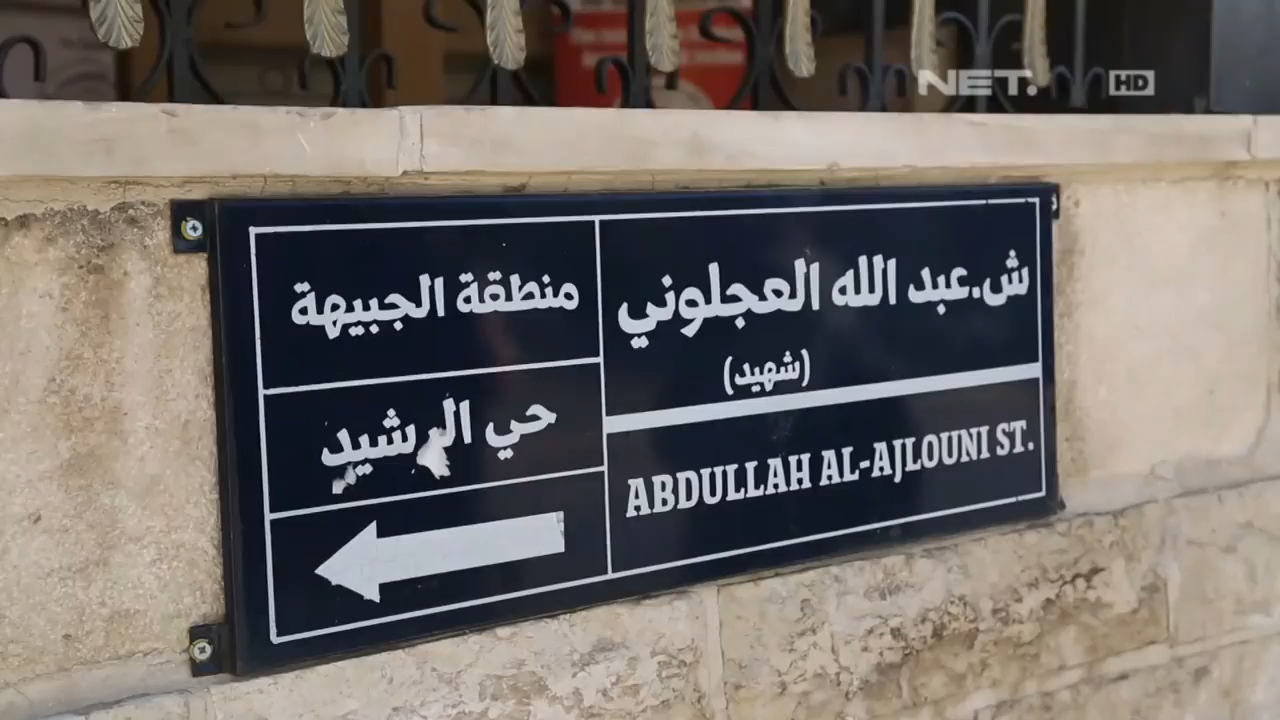 NET. HD
ش.عبد الله العجلوني
(شهيد)
ABDULLAH AL-AJLOUNI ST.
منطقة الجبيهة
حي الرشيد